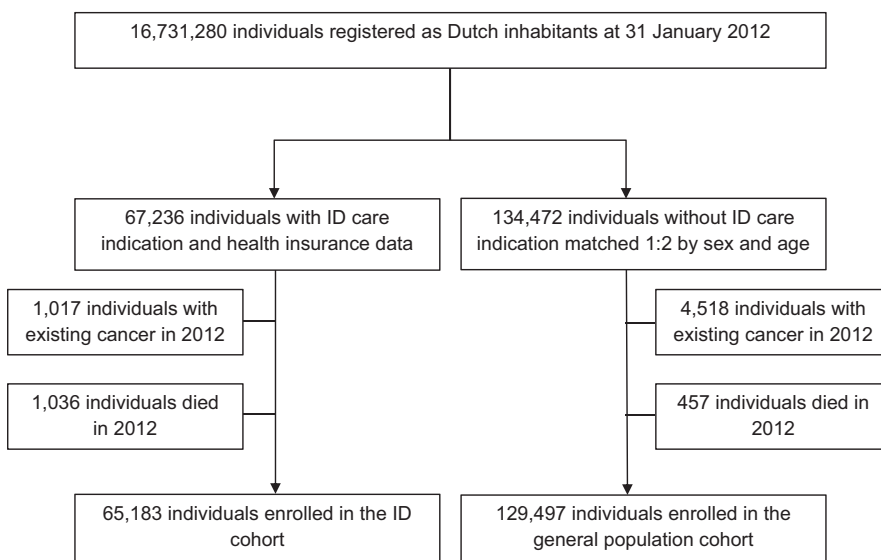 16,731,280 individuals registered as Dutch inhabitants at 31 January 2012
67,236 individuals with ID care
indication and health insurance data
134,472 individuals without ID care
indication matched 1:2 by sex and age
1,017 individuals with
existing cancer in 2012
4,518 individuals with
existing cancer in 2012
1,036 individuals died
in 2012
457 individuals died in
2012
65,183 individuals enrolled in the ID
cohort
129,497 individuals enrolled in the
general population cohort